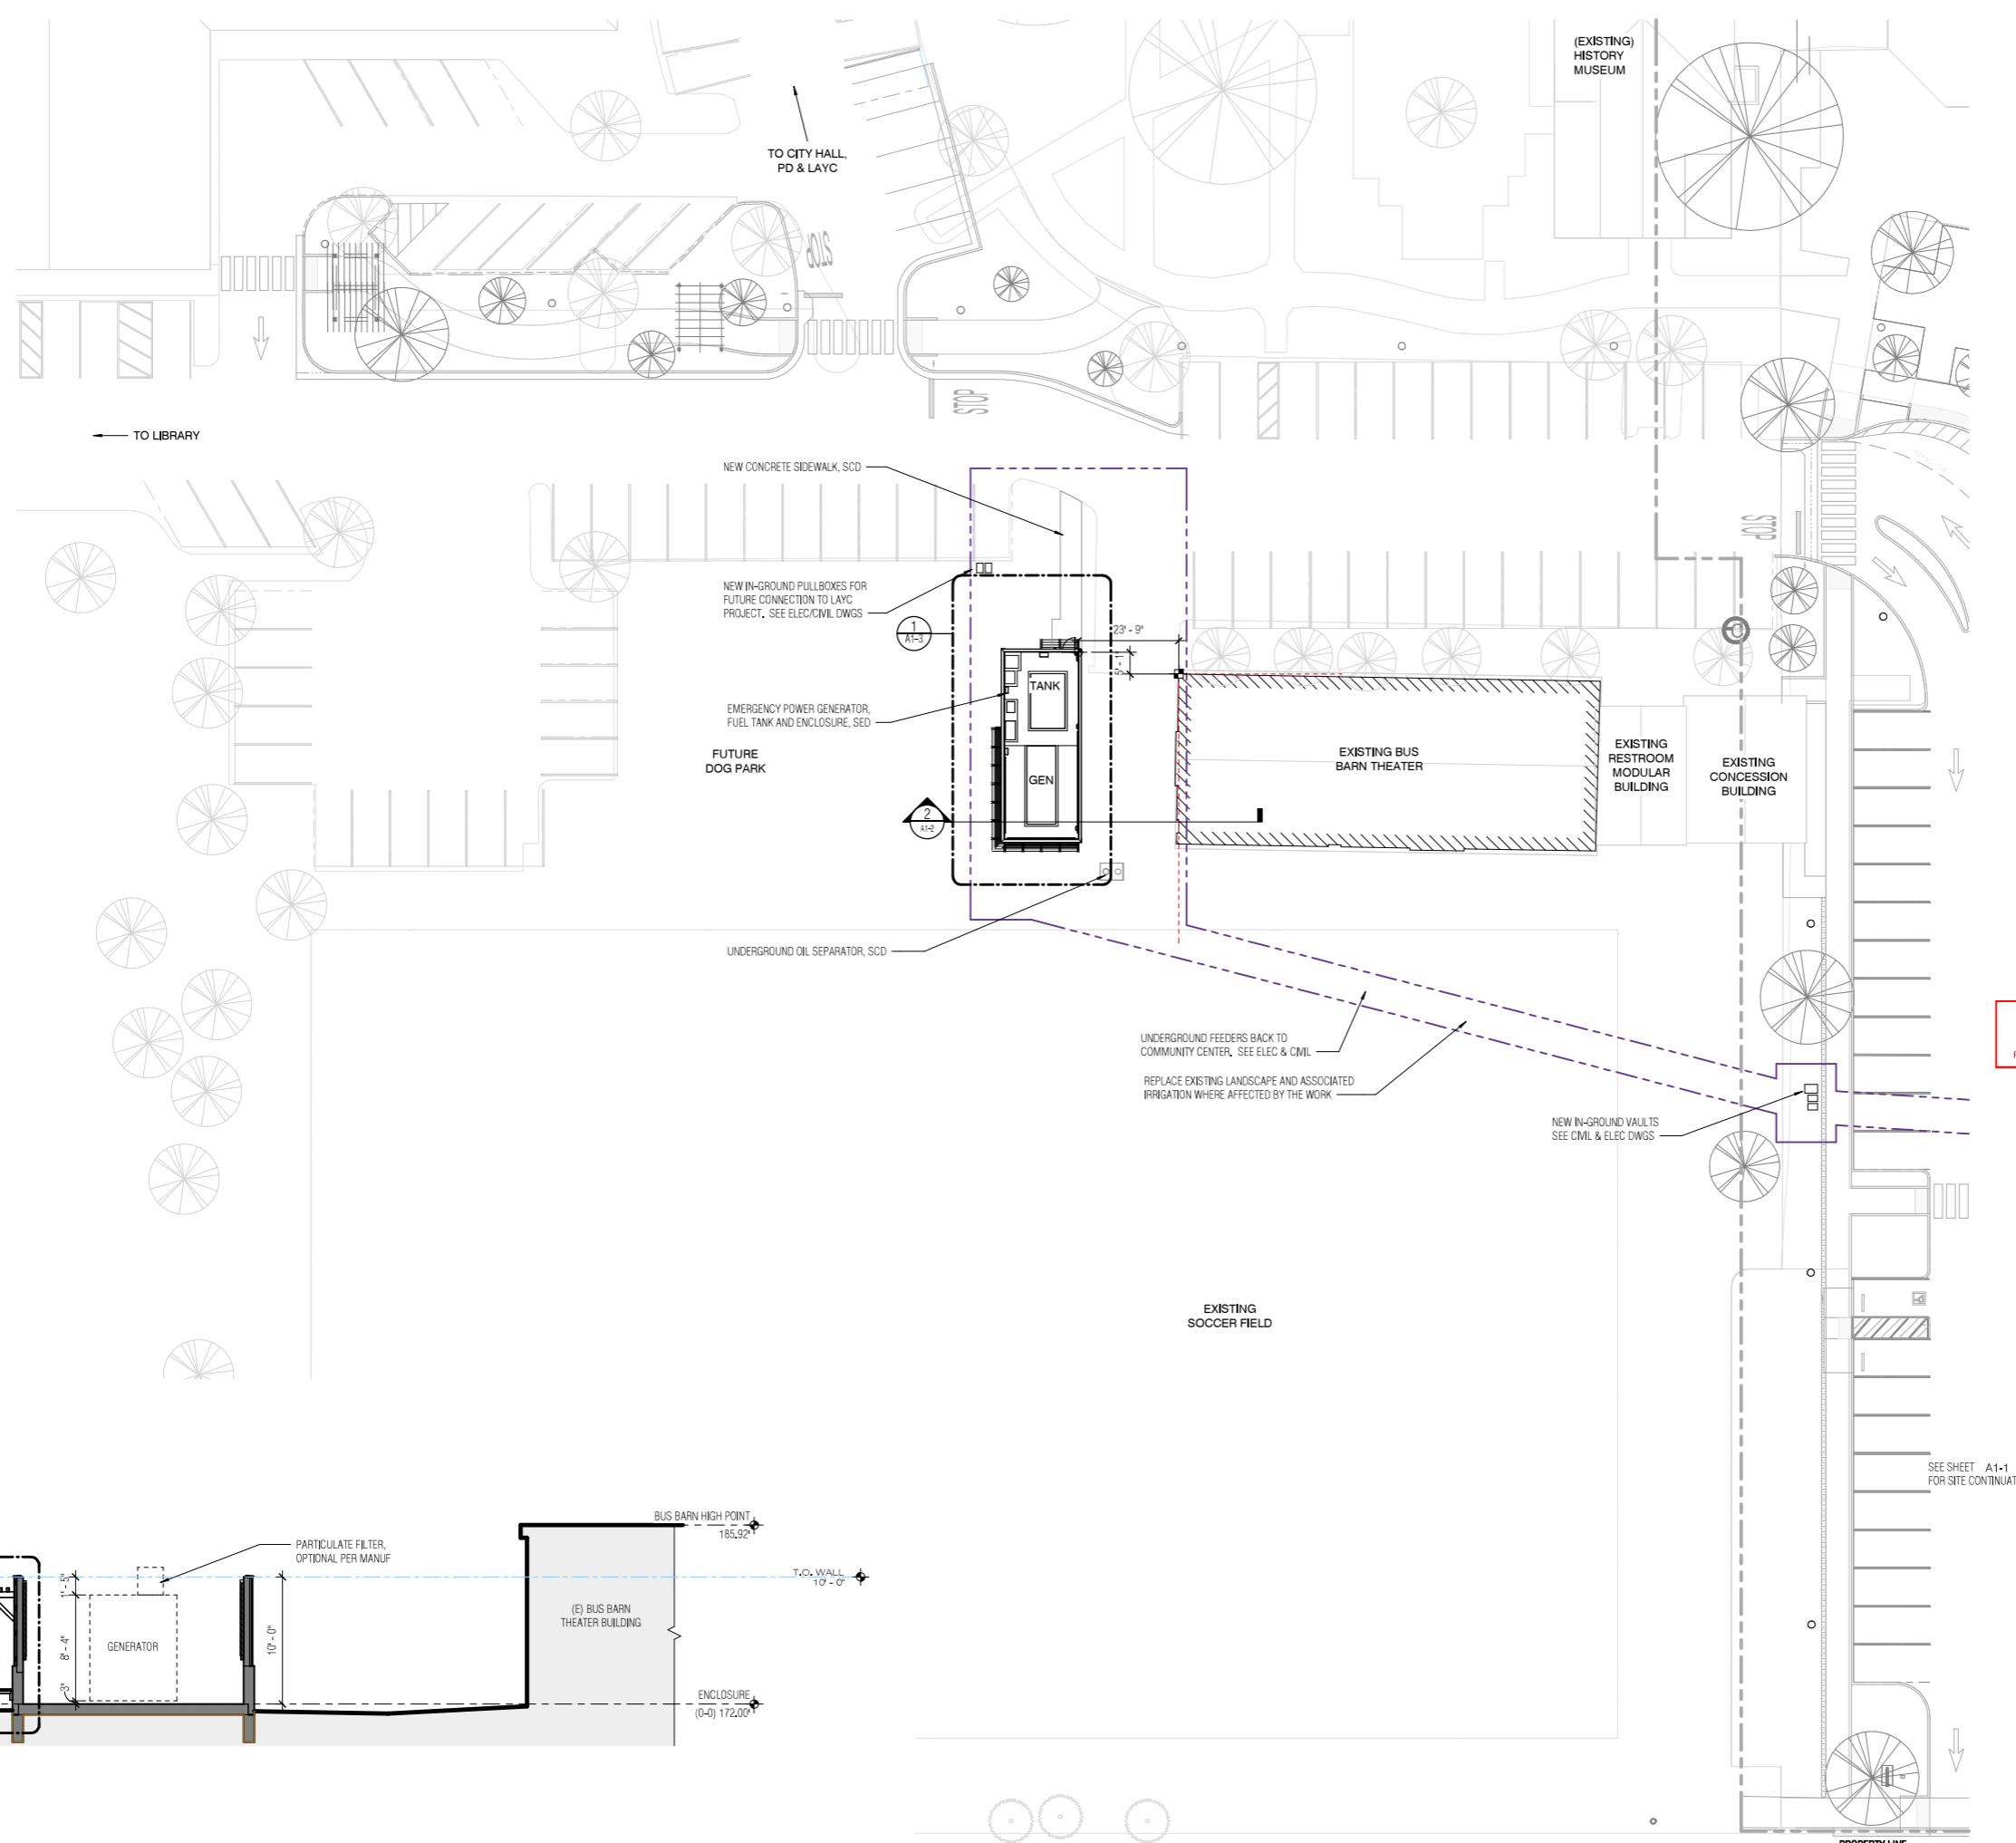 (EXISTING)
HISTORY
MUSEUM
TO CITY HALL,
PD & LAYC
STOP
STOP
TO LIBRARY
NEW CONCRETE SIDEWALK, SCD
STOP
NEW IN-GROUND PULLBOXES FOR
FUTURE CONNECTION TO LAYC
PROJECT. SEE ELEC/CIVIL DWGS
1
A1-3
23' - 9"
TANK
EMERGENCY POWER GENERATOR,
FUEL TANK AND ENCLOSURE, SED
FUTURE
DOG PARK
GEN
EXISTING BUS
BARN THEATER
EXISTING
RESTROOM
MODULAR
BUILDING
EXISTING
CONCESSION
BUILDING
2
A1-2
UNDERGROUND OIL SEPARATOR, SCD
UNDERGROUND FEEDERS BACK TO
COMMUNITY CENTER. SEE ELEC & CIVIL
REPLACE EXISTING LANDSCAPE AND ASSOCIATED
IRRIGATION WHERE AFFECTED BY THE WORK
NEW IN-GROUND VAULTS
SEE CIVIL & ELEC DWGS
EXISTING
SOCCER FIELD
SEE SHEET A1-1
FOR SITE CONTINUAT
BUS BARN HIGH POINT
185.92'
PARTICULATE FILTER,
OPTIONAL PER MANUF
T.O. WALL
10' - 0"
1' - 5"
8' - 4"
3"
GENERATOR
10' - 0"
(E) BUS BARN
THEATER BUILDING
ENCLOSURE
(0-0) 172.00'
PROPERTY LINE